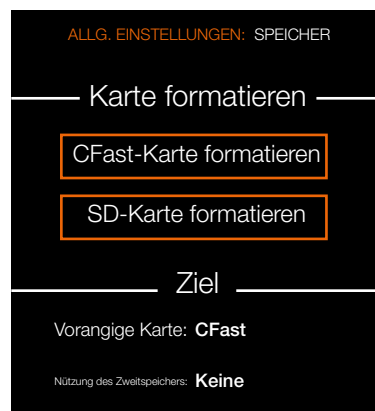 ALLG. EINSTELLUNGEN: SPEICHER
Karte formatieren
CFast-Karte formatieren
SD-Karte formatieren
Ziel
Vorangige Karte: CFast
Nützung des Zweitspeichers: Keine